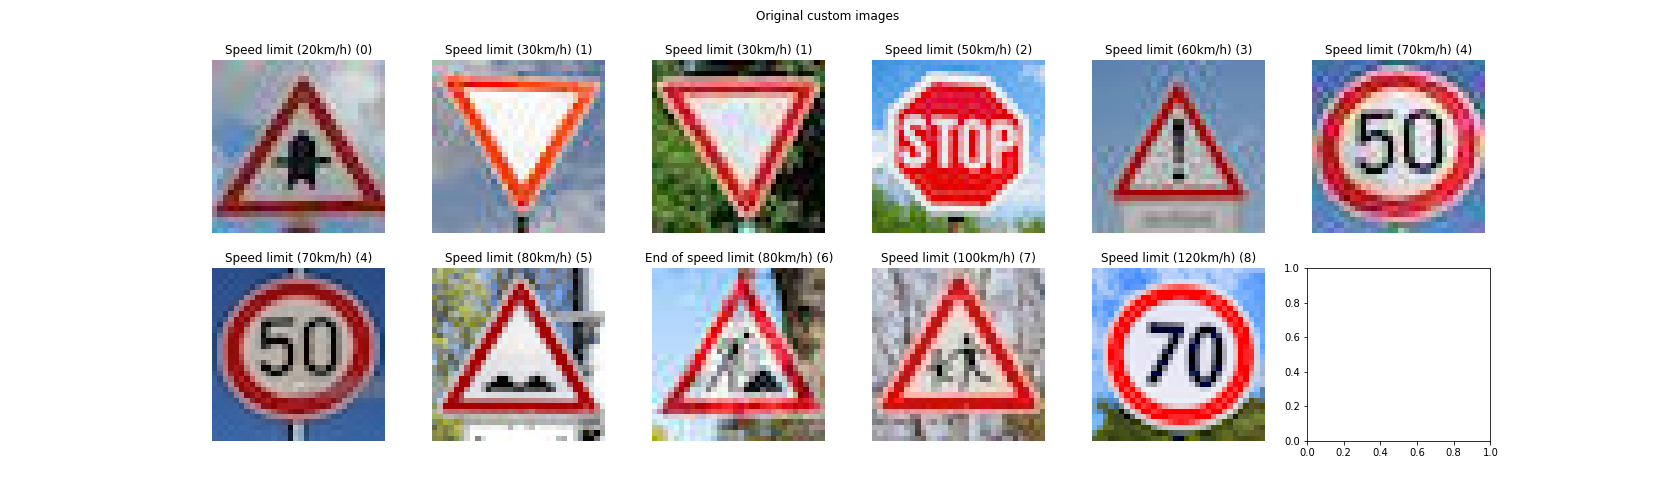 Original custom images
Speed limit (20km/h) (0)
Speed limit (30km/h) (1)
Speed limit (30km/h) (1)
Speed limit (50km/h) (2)
Speed limit (60km/h) (3)
Speed limit (70km/h) (4)
STOP
50
Speed limit (70km/h) (4)
Speed limit (80km/h) (5)
End of speed limit (80km/h) (6)
Speed limit (100km/h) (7)
Speed limit (120km/h) (8)
50
70
1.0
0.8
0.6
0.4
0.2
0.0
0.0 0.2 0.4 0.6 0.8 1.0